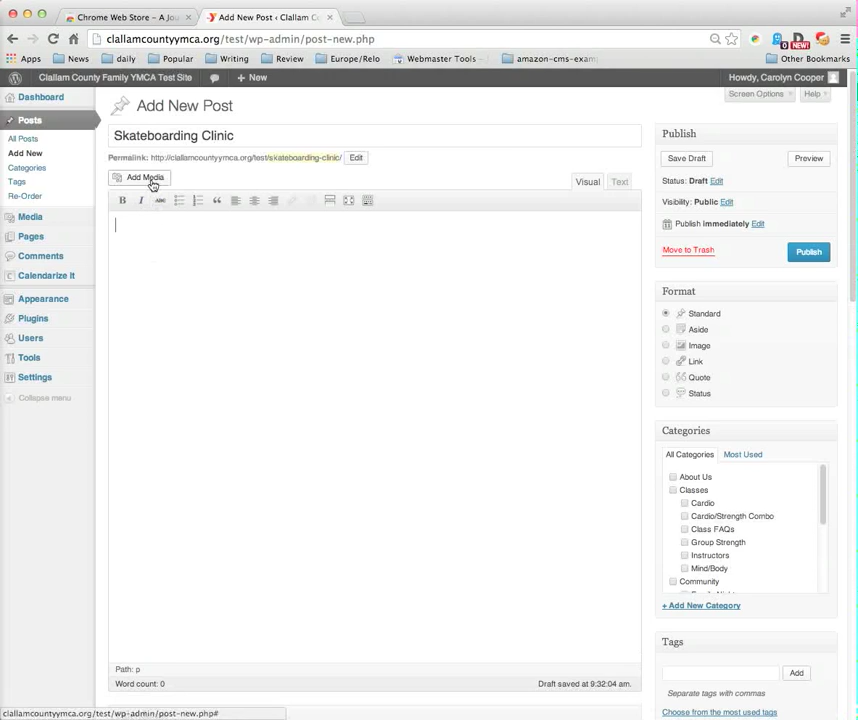 Chrome Web Store – A Jou
Add New Post ‹ Clallam C
clallamcountyymca.org/test/wp-admin/post-new.php
Apps News daily Popular Writing Review Europe/Relo Webmaster Tools - amazon-cms-exam Other Bookmarks
0 NEW!
Clallam County Family YMCA Test Site + New Howdy, Carolyn Cooper
Screen Options Help
Dashboard
Posts
All Posts
Add New
Categories
Tags
Re-Order
Media
Pages
Comments
Calendarize It
Appearance
Plugins
Users
Tools
Settings
Collapse menu
Add New Post
Skateboarding Clinic
Permalink: http://clallamcountyymca.org/test/skateboarding-clinic/ Edit
Add Media
Visual Text
B I ABC
Path: p
Word count: 0 Draft saved at 9:32:04 am.
Publish
Save Draft Preview
Status: Draft Edit
Visibility: Public Edit
Publish immediately Edit
Move to Trash Publish
Format
Standard
Aside
Image
Link
Quote
Status
Categories
All Categories Most Used
About Us
Classes
Cardio
Cardio/Strength Combo
Class FAQs
Group Strength
Instructors
Mind/Body
Community
+ Add New Category
Tags
Add
Separate tags with commas
Choose from the most used tags
clallamcountyymca.org/test/wp-admin/post-new.php#